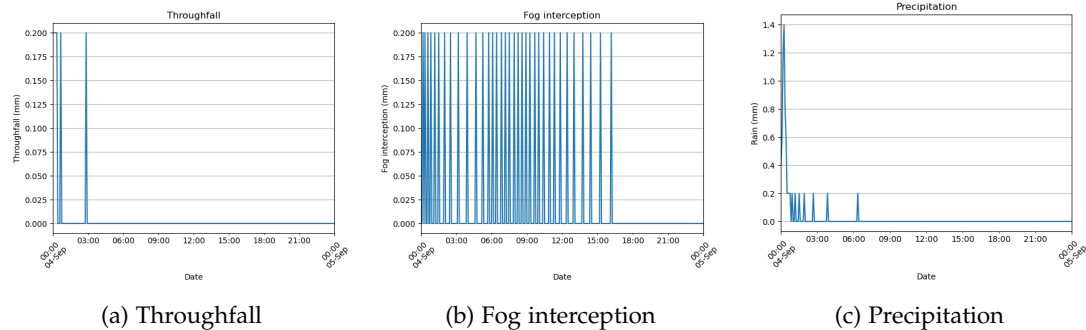 Throughfall
Throughfall (mm)
0.200
0.175
0.150
0.125
0.100
0.075
0.050
0.025
0.000
00:00
04-Sep
03:00
06:00
09:00
12:00
15:00
18:00
21:00
00:00
05-Sep
Date
(a) Throughfall
Fog interception
Fog interception (mm)
0.200
0.175
0.150
0.125
0.100
0.075
0.050
0.025
0.000
00:00
04-Sep
03:00
06:00
09:00
12:00
15:00
18:00
21:00
00:00
05-Sep
Date
(b) Fog interception
Precipitation
Rain (mm)
1.4
1.2
1.0
0.8
0.6
0.4
0.2
0.0
00:00
04-Sep
03:00
06:00
09:00
12:00
15:00
18:00
21:00
00:00
05-Sep
Date
(c) Precipitation